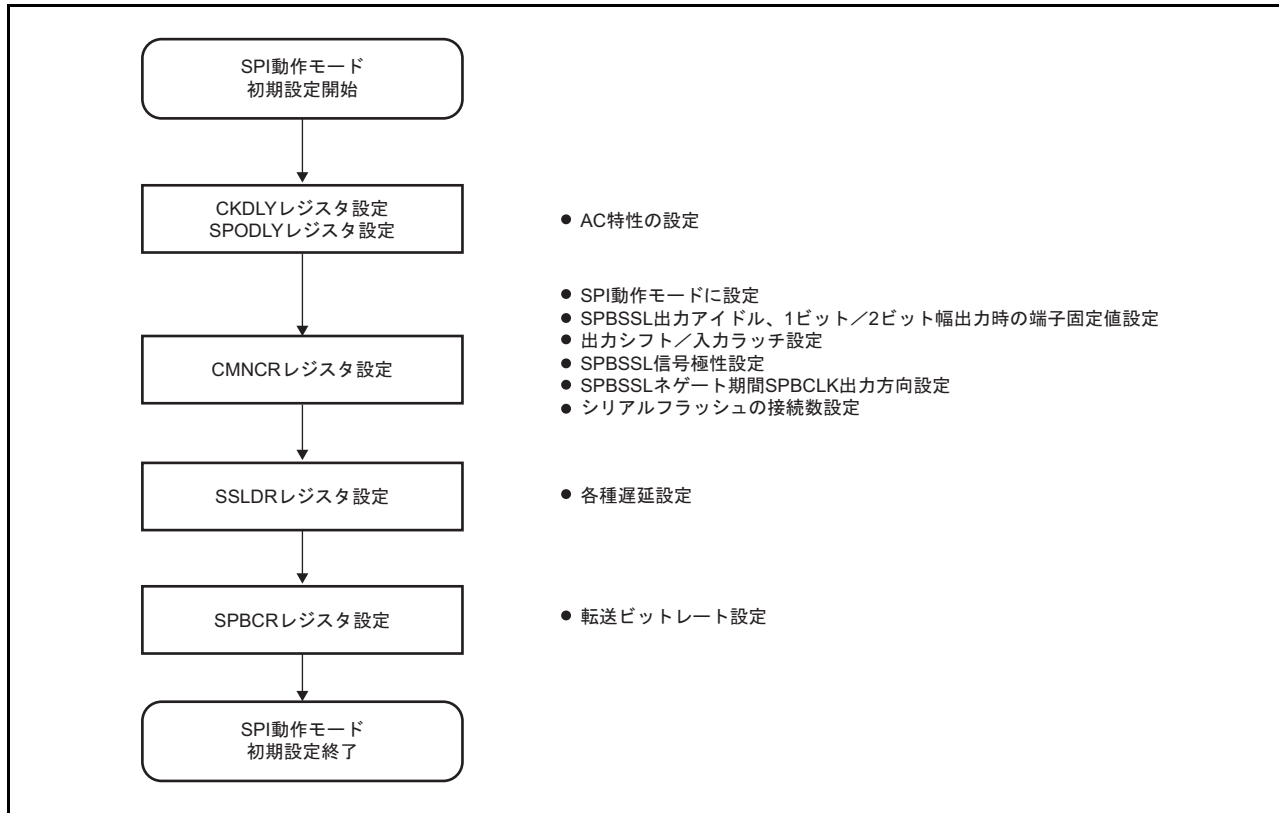 SPI動作モード
初期設定開始
CKDLYレジスタ設定
SPODLYレジスタ設定
● AC特性の設定
CMNCRレジスタ設定
● SPI動作モードに設定
● SPBSSL出力アイドル、1ビット／2ビット幅出力時の端子固定値設定
● 出力シフト／入力ラッチ設定
● SPBSSL信号極性設定
● SPBSSLネゲート期間SPBCLK出力方向設定
● シリアルフラッシュの接続数設定
SSLDRレジスタ設定
● 各種遅延設定
SPBCRレジスタ設定
● 転送ビットレート設定
SPI動作モード
初期設定終了